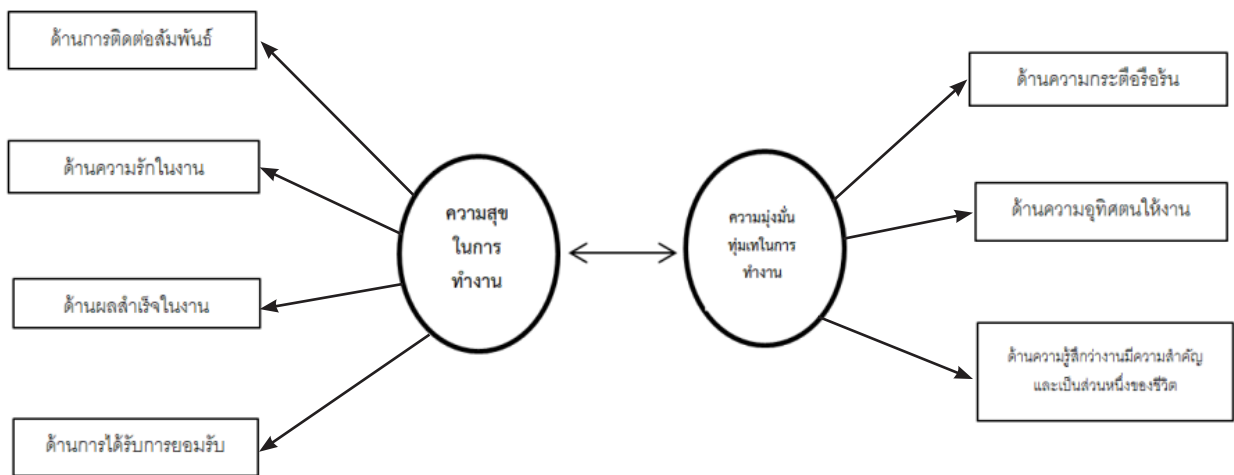 ด้านการติดต่อสัมพันธ์
ด้านความรักในงาน
ด้านผลสำเร็จในงาน
ด้านการได้รับการยอมรับ
ความสุข
ในการ
ทำงาน
ความมุ่งมั่น
ทุ่มเทในการ
ทำงาน
ด้านความกระตือรือร้น
ด้านความอุทิศตนให้งาน
ด้านความรู้สึกว่างานมีความสำคัญ
และเป็นส่วนหนึ่งของชีวิต